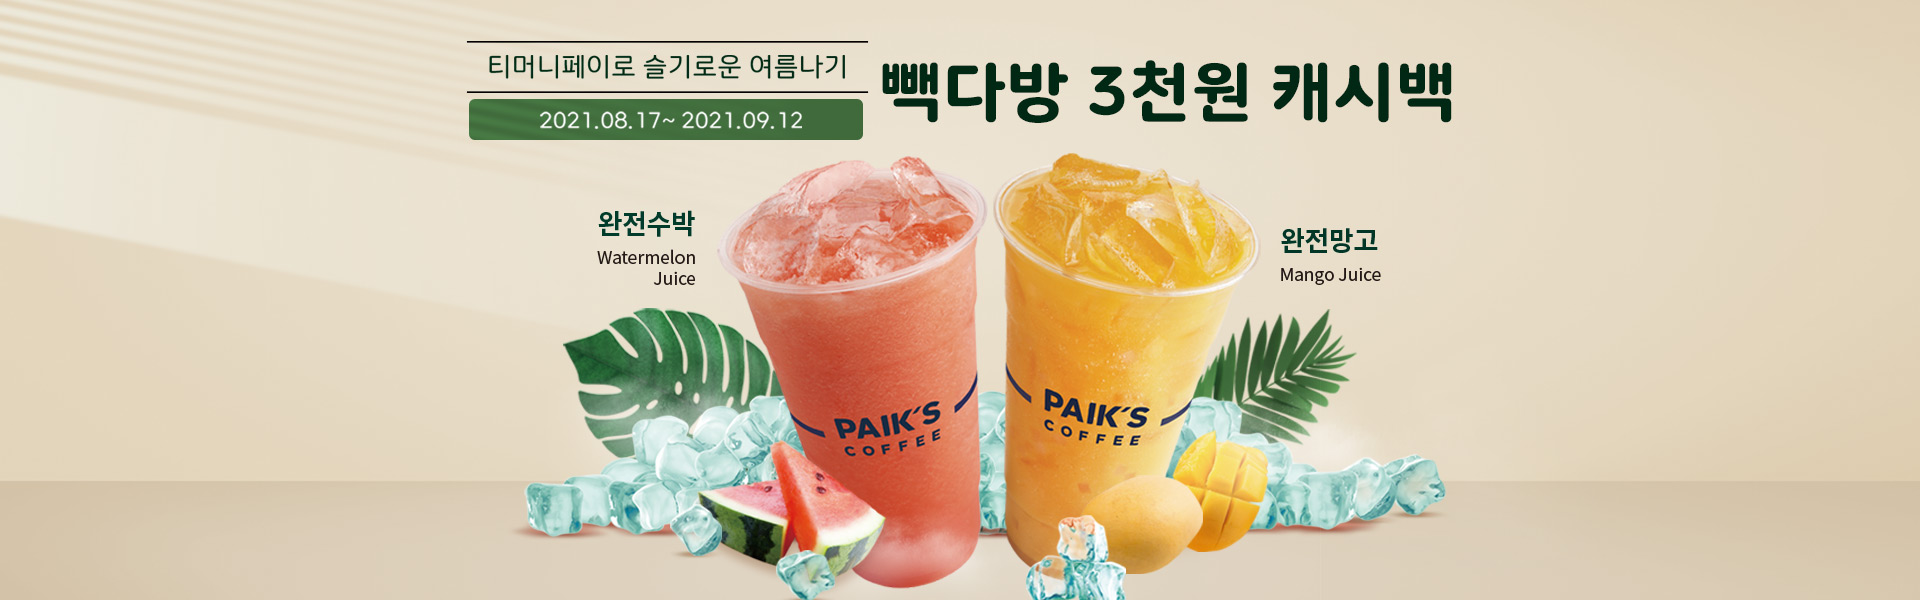 티머니페이로 슬기로운 여름나기
2021.08.17~ 2021.09.12
빽다방 3천원 캐시백
완전수박
Watermelon
Juice
완전망고
Mango Juice
PAIK'S
COFFEE
PAIK'S
COFFEE